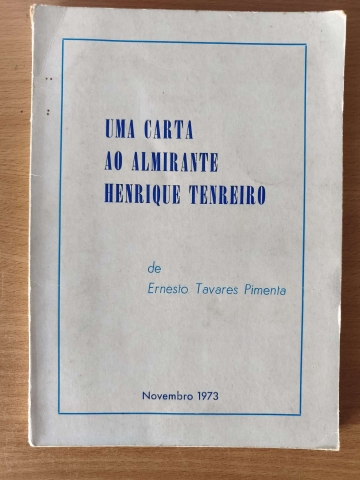 UMA CARTA
AO ALMIRANTE
HENRIQUE TENREIRO
de
Ernesto Tavares Pimenta
Novembro 1973